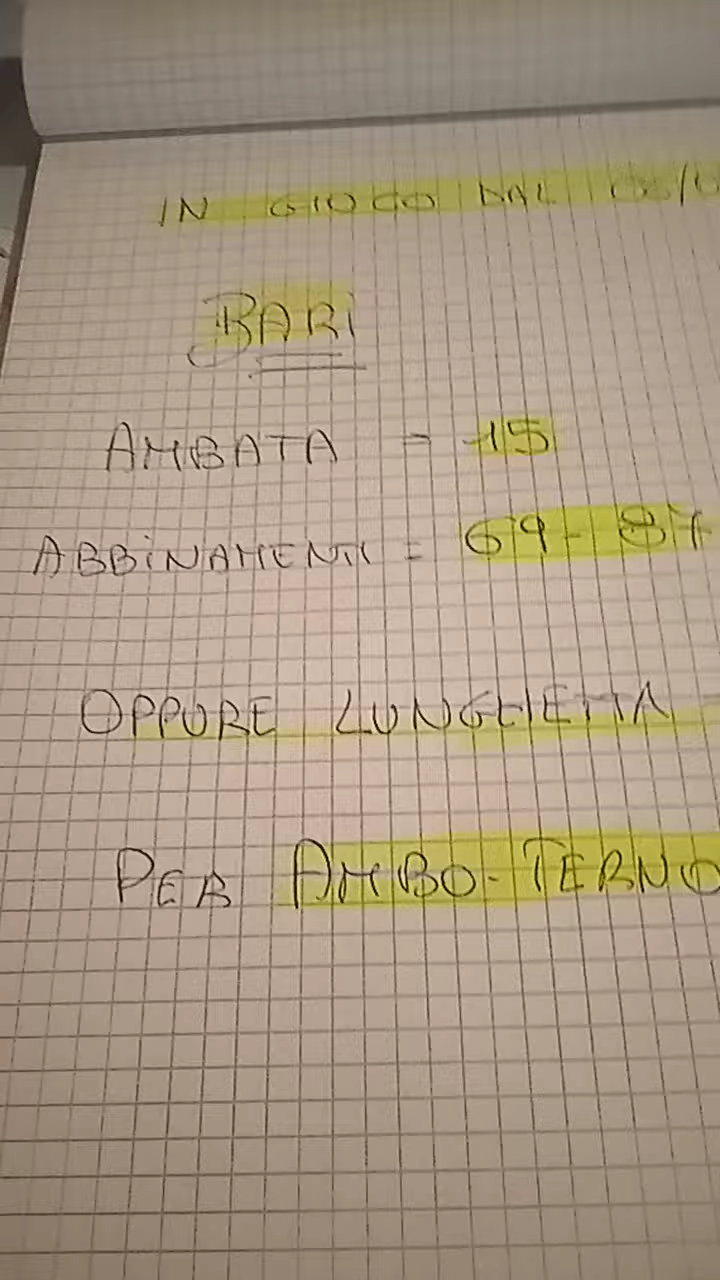 IN GIOCO DAL
BARI
AMBATA = 15
ABBINAMENTI = 69 - 87
OPPURE LUNGHETTA
PER AMBO - TERNO